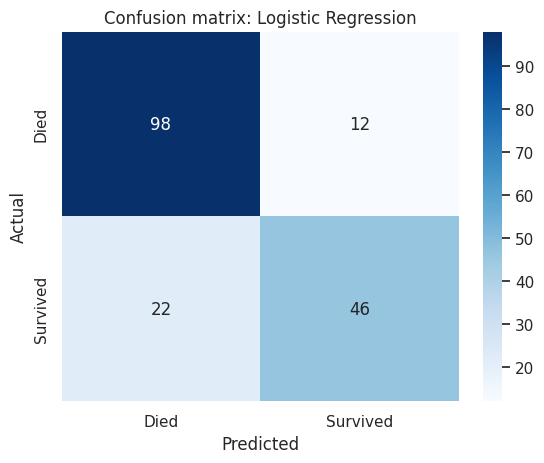 Confusion matrix: Logistic Regression
Actual
Died
Survived
98
12
22
46
Died
Survived
Predicted
90
80
70
60
50
40
30
20